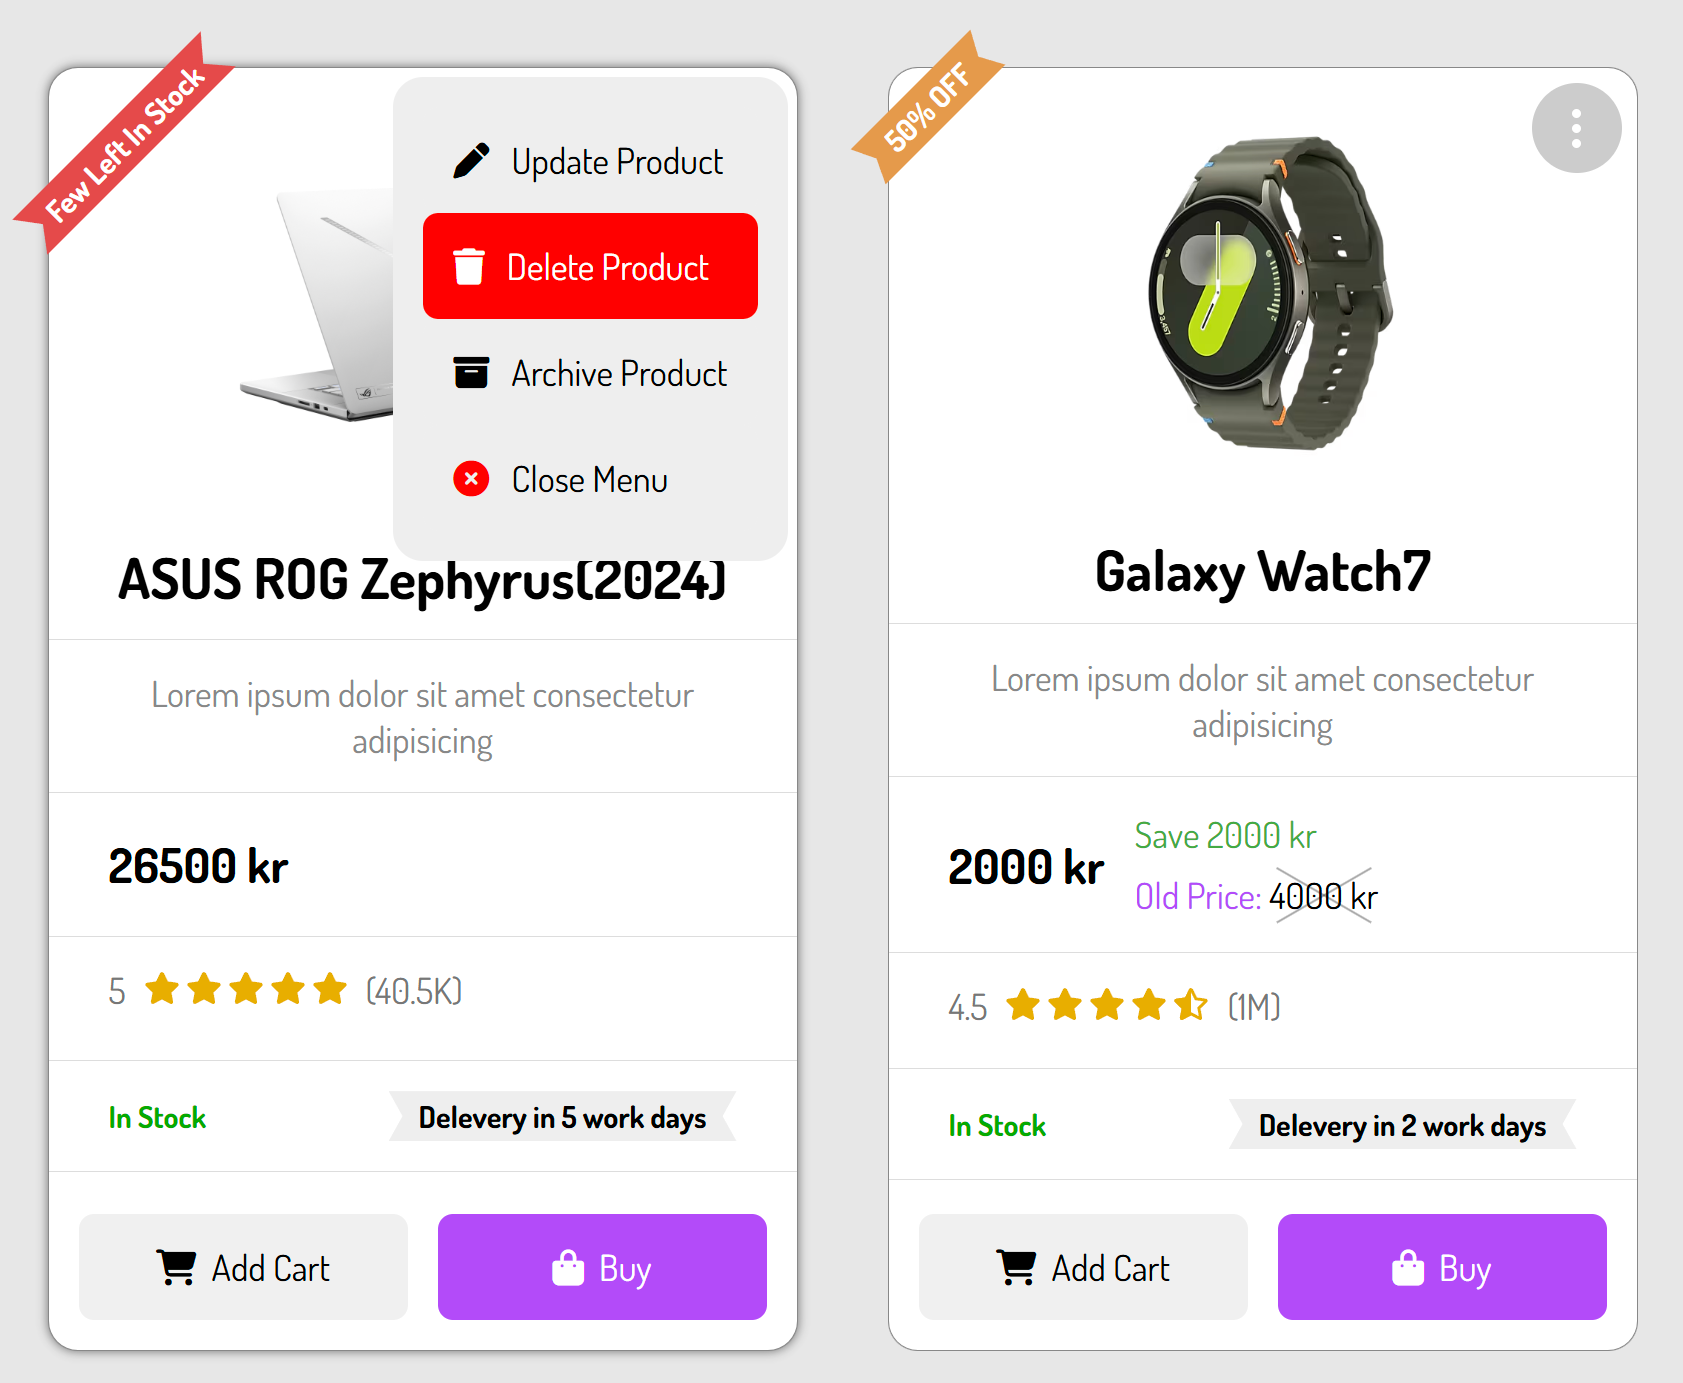 Few Left In Stock
Update Product
Delete Product
Archive Product
Close Menu
ASUS ROG Zephyrus(2024)
Lorem ipsum dolor sit amet consectetur
adipisicing
26500 kr
5 (40.5K)
In Stock
Delevery in 5 work days
Add Cart
Buy
50% OFF
Galaxy Watch7
Lorem ipsum dolor sit amet consectetur
adipisicing
2000 kr
Save 2000 kr
Old Price: 4000 kr
4.5 (1M)
In Stock
Delevery in 2 work days
Add Cart
Buy